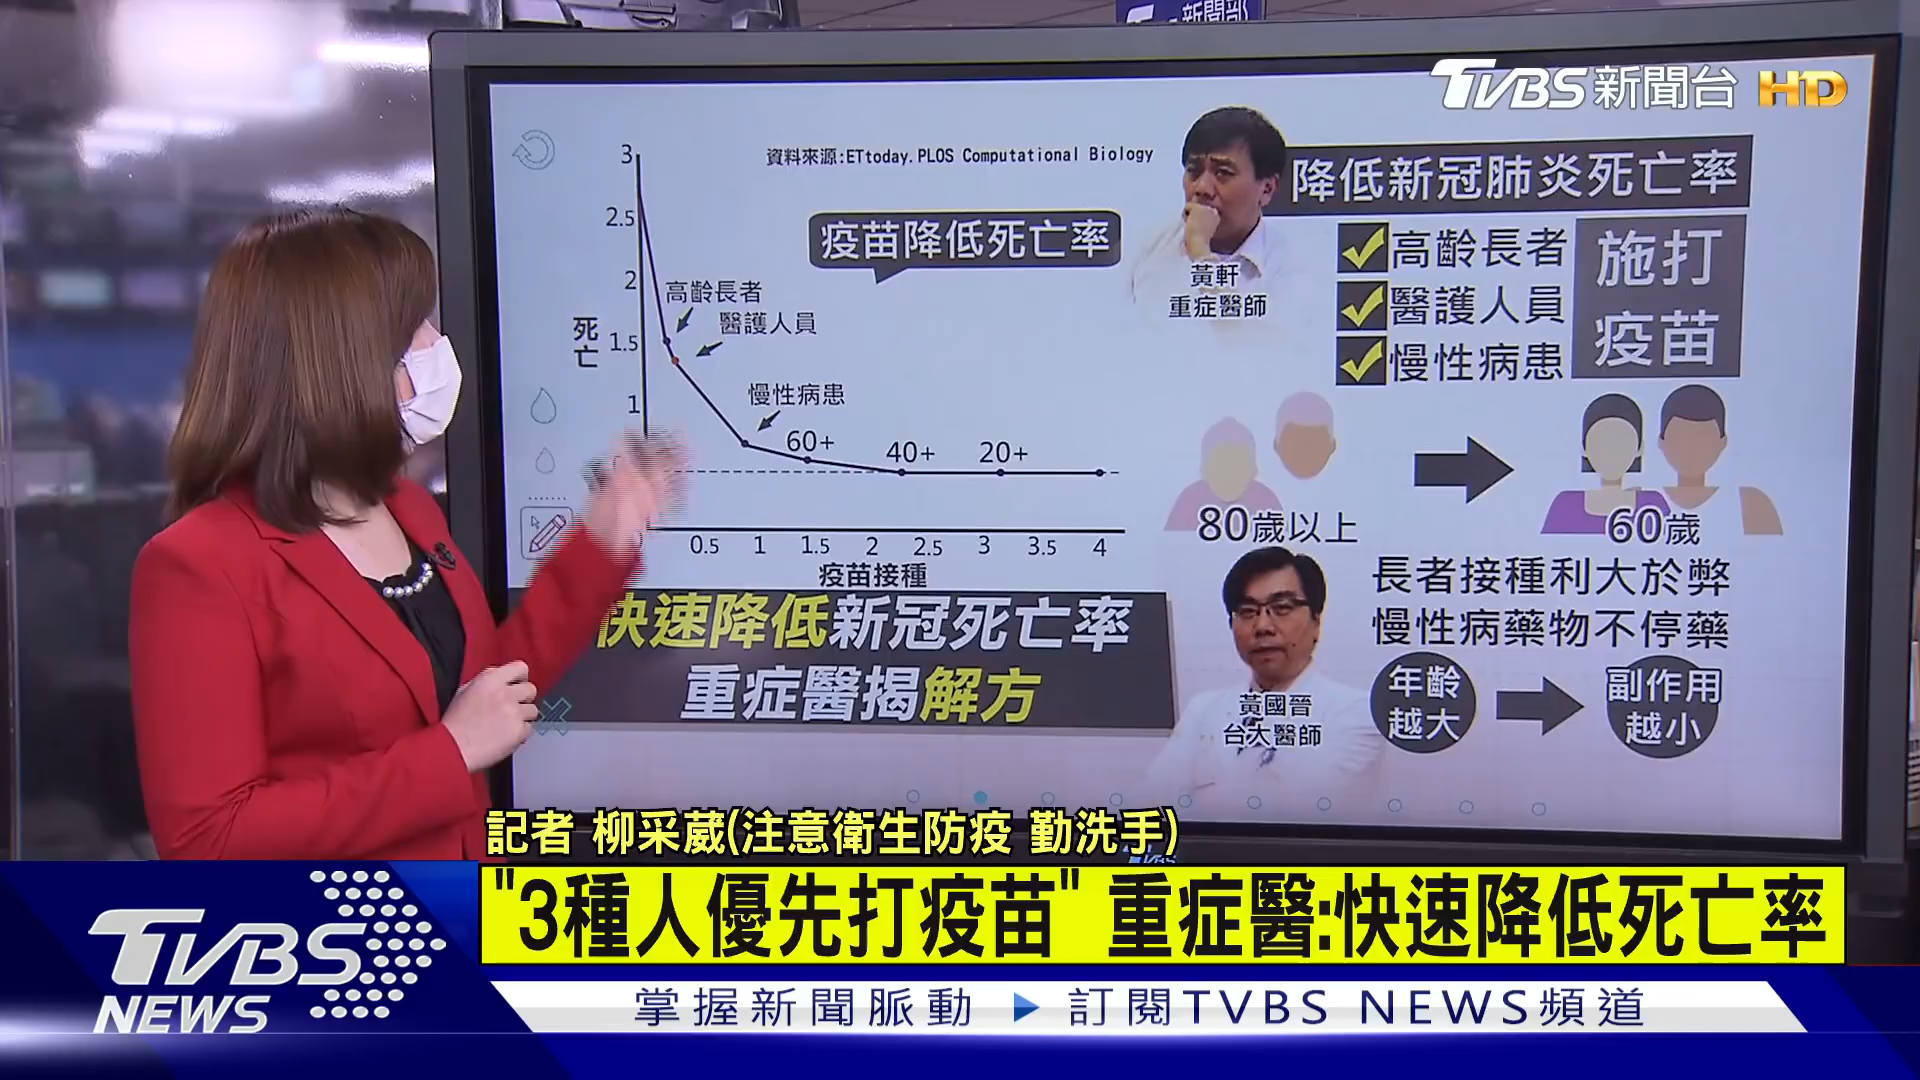 新聞部
TVBS新聞台 HD
資料來源:ETtoday. PLOS Computational Biology
3
2.5
2
1.5
1
死亡
疫苗降低死亡率
高齡長者
醫護人員
慢性病患
60+
40+
20+
0.5 1 1.5 2 2.5 3 3.5 4
疫苗接種
快速降低新冠死亡率
重症醫揭解方
黃軒
重症醫師
降低新冠肺炎死亡率
高齡長者
醫護人員
慢性病患
施打
疫苗
80歲以上
60歲
黃國晉
台大醫師
長者接種利大於弊
慢性病藥物不停藥
年齡
越大
副作用
越小
記者 柳采葳(注意衛生防疫 勤洗手)
"3種人優先打疫苗" 重症醫:快速降低死亡率
TVBS
NEWS
掌握新聞脈動 ▶ 訂閱TVBS NEWS頻道